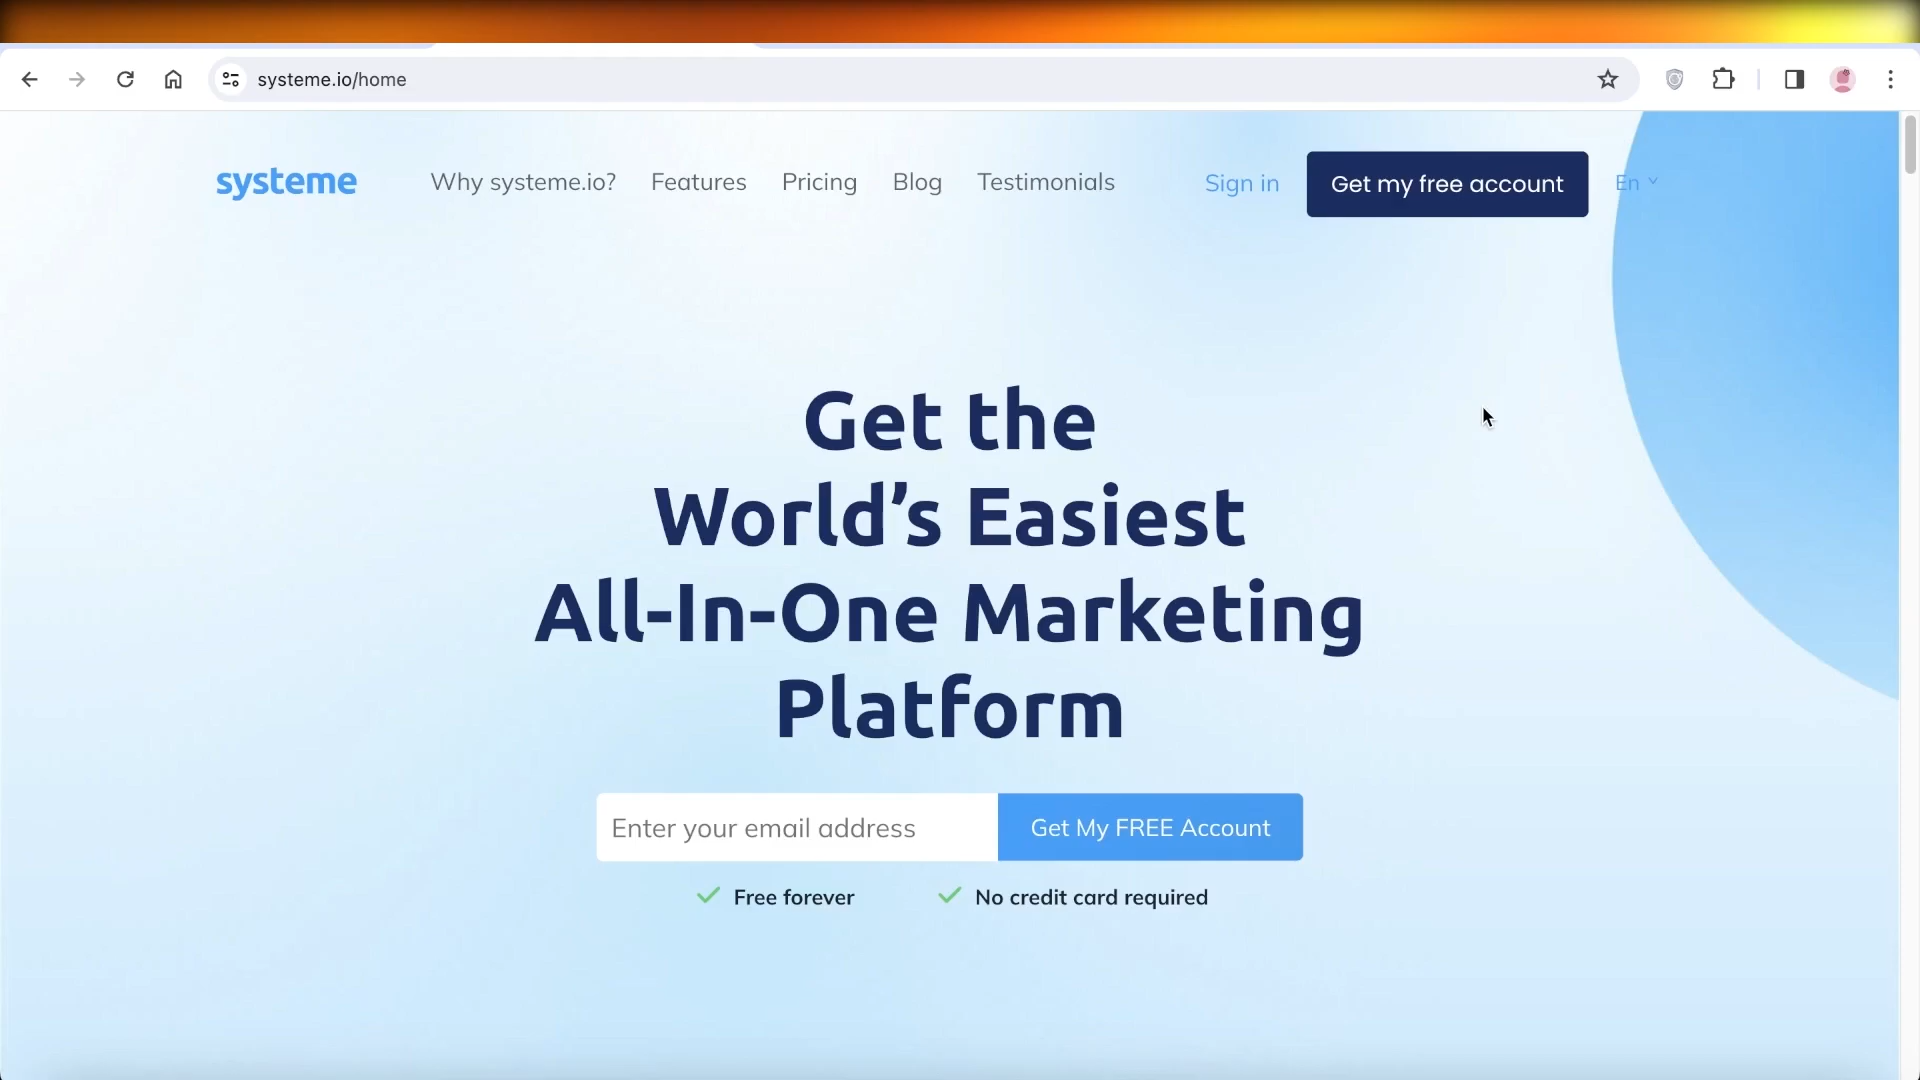 systeme.io/home
systeme Why systeme.io? Features Pricing Blog Testimonials Sign in Get my free account En
Get the
World’s Easiest
All-In-One Marketing
Platform
Enter your email address Get My FREE Account
Free forever No credit card required